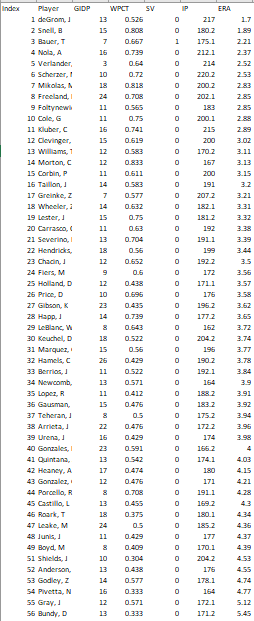 Index Player GIDP WPCT SV IP ERA
1 deGrom, J 13 0.526 0 217 1.7
2 Snell, B 15 0.808 0 180.2 1.89
3 Bauer, T 7 0.667 1 175.1 2.21
4 Nola, A 16 0.739 0 212.1 2.37
5 Verlander, 3 0.64 0 214 2.52
6 Scherzer, 10 0.72 0 220.2 2.53
7 Mikolas, M 18 0.818 0 200.2 2.83
8 Freeland, 24 0.708 0 202.1 2.85
9 Foltynewi 11 0.565 0 183 2.85
10 Cole, G 11 0.75 0 200.1 2.88
11 Kluber, C 16 0.741 0 215 2.89
12 Clevinger, 15 0.619 0 200 3.02
13 Williams, 12 0.583 0 170.2 3.11
14 Morton, C 12 0.833 0 167 3.13
15 Corbin, P 11 0.611 0 200 3.15
16 Taillon, J 14 0.583 0 191 3.2
17 Greinke, Z 7 0.577 0 207.2 3.21
18 Wheeler, 14 0.632 0 182.1 3.31
19 Lester, J 15 0.75 0 181.2 3.32
20 Carrasco, 11 0.63 0 192 3.38
21 Severino, 13 0.704 0 191.1 3.39
22 Hendricks, 18 0.56 0 199 3.44
23 Chacin, J 12 0.652 0 192.2 3.5
24 Fiers, M 9 0.6 0 172 3.56
25 Holland, D 12 0.438 0 171.1 3.57
26 Price, D 10 0.696 0 176 3.58
27 Gibson, K 23 0.435 0 196.2 3.62
28 Happ, J 14 0.739 0 177.2 3.65
29 LeBlanc, W 8 0.643 0 162 3.72
30 Keuchel, D 18 0.522 0 204.2 3.74
31 Marquez, 15 0.56 0 196 3.77
32 Hamels, C 26 0.429 0 190.2 3.78
33 Berrios, J 11 0.522 0 192.1 3.84
34 Newcomb, 13 0.571 0 164 3.9
35 Lopez, R 11 0.412 0 188.2 3.91
36 Gausman, 15 0.476 0 183.2 3.92
37 Teheran, J 8 0.5 0 175.2 3.94
38 Arrieta, J 22 0.476 0 172.2 3.96
39 Urena, J 16 0.429 0 174 3.98
40 Gonzales, 23 0.591 0 166.2 4
41 Quintana, 13 0.542 0 174.1 4.03
42 Heaney, A 17 0.474 0 180 4.15
43 Gonzalez, 12 0.476 0 171 4.21
44 Porcello, R 8 0.708 0 191.1 4.28
45 Castillo, L 13 0.455 0 169.2 4.3
46 Roark, T 18 0.375 0 180.1 4.34
47 Leake, M 24 0.5 0 185.2 4.36
48 Junis, J 11 0.429 0 177 4.37
49 Boyd, M 8 0.409 0 170.1 4.39
51 Shields, J 10 0.304 0 204.2 4.53
52 Anderson, 13 0.438 0 176 4.55
53 Godley, Z 14 0.577 0 178.1 4.74
54 Pivetta, N 16 0.333 0 164 4.77
55 Gray, J 12 0.571 0 172.1 5.12
56 Bundy, D 13 0.333 0 171.2 5.45